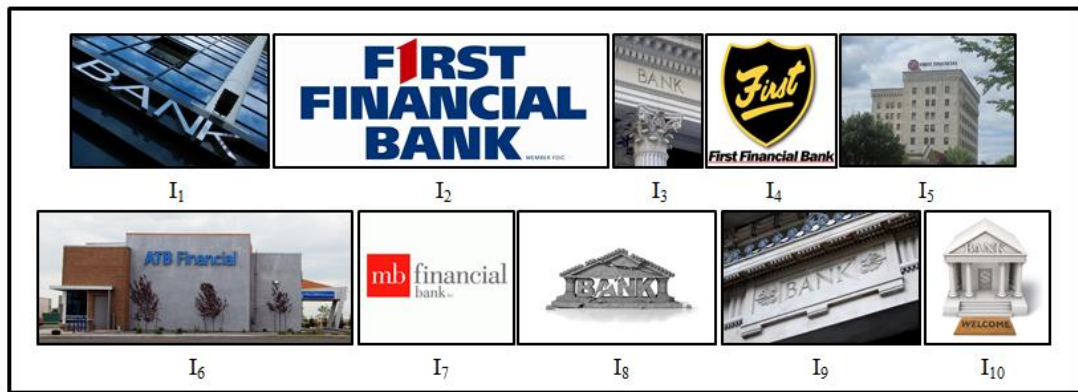 BANK
FIRST
FINANCIAL
BANK
MEMBER FDIC
BANK
First
First Financial Bank
FIRST FINANCIAL
I1
I2
I3
I4
I5
ATB Financial
mb financial
bank
BANK
BANK
BANK
WELCOME
I6
I7
I8
I9
I10